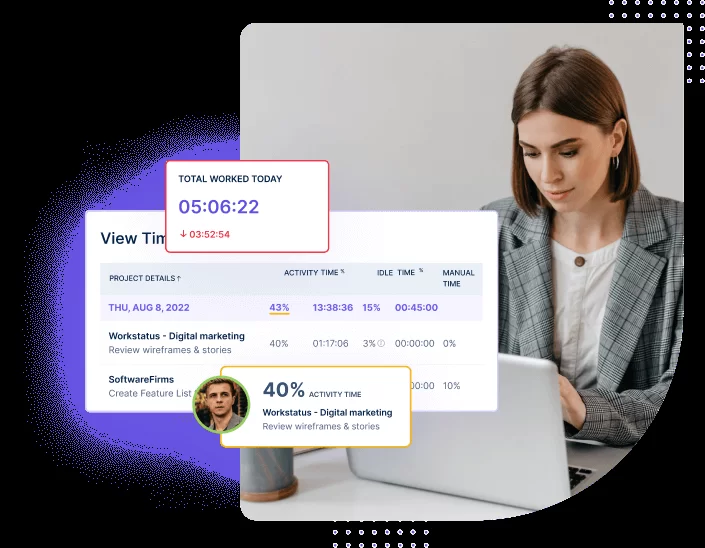 TOTAL WORKED TODAY
05:06:22
↓ 03:52:54
View Tim
PROJECT DETAILS ↑ ACTIVITY TIME % IDLE TIME % MANUAL
TIME
THU, AUG 8, 2022 43% 13:38:36 15% 00:45:00
Workstatus - Digital marketing
Review wireframes & stories 40% 01:17:06 3% 00:00:00 0%
SoftwareFirms
Create Feature List 00:00 10%
40% ACTIVITY TIME
Workstatus - Digital marketing
Review wireframes & stories